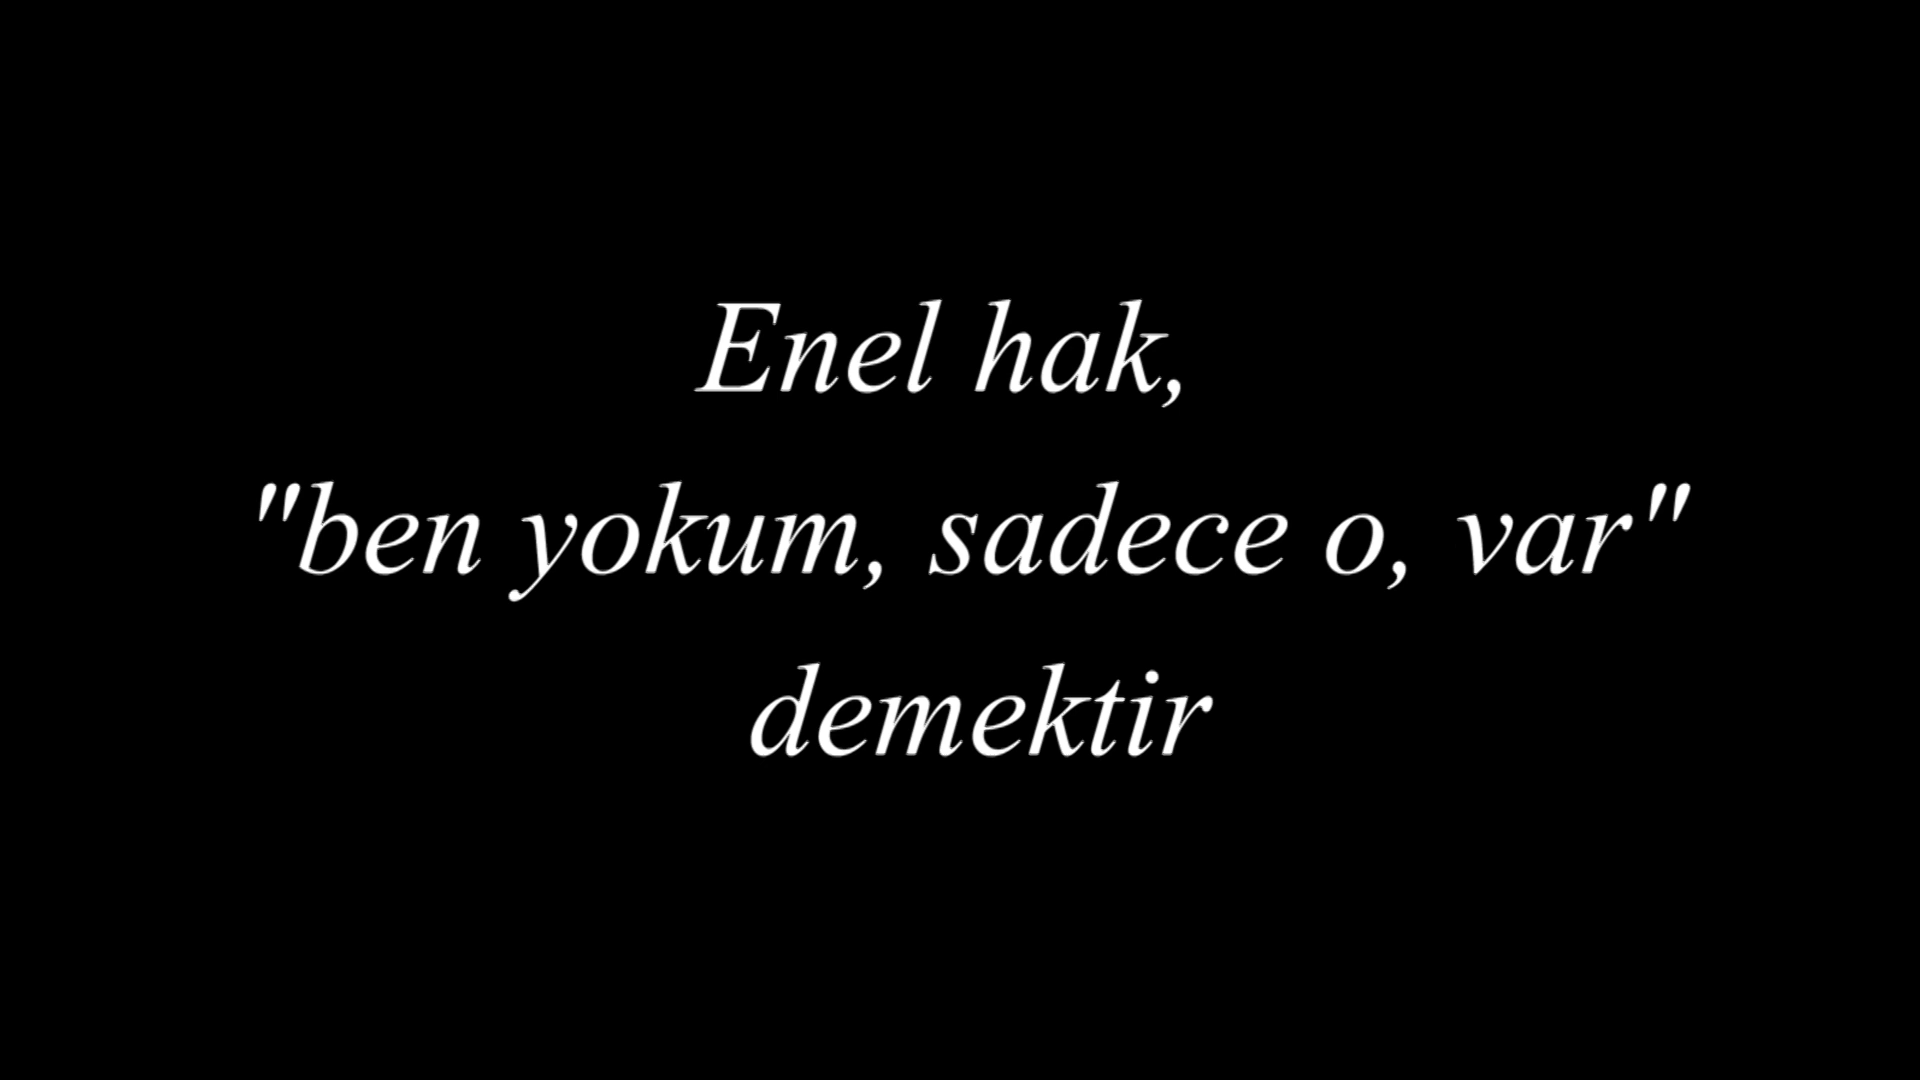 Enel hak,
"ben yokum, sadece o, var"
demektir